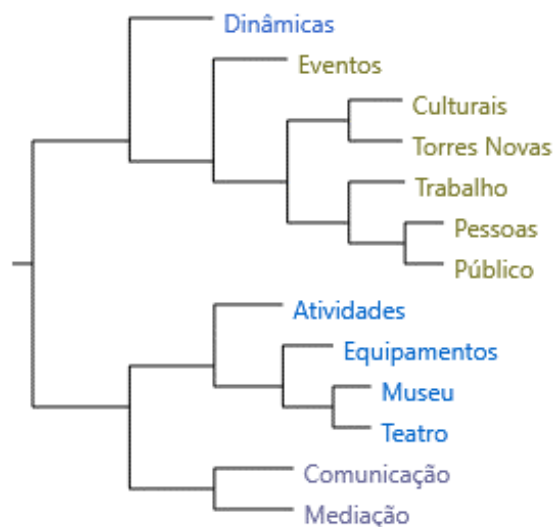 Dinâmicas
Eventos
Culturais
Torres Novas
Trabalho
Pessoas
Público
Atividades
Equipamentos
Museu
Teatro
Comunicação
Mediação